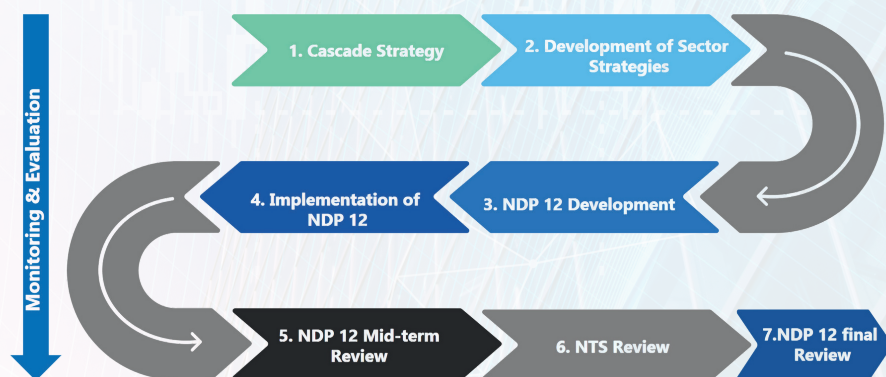 Monitoring & Evaluation
1. Cascade Strategy
2. Development of Sector
Strategies
3. NDP 12 Development
4. Implementation of
NDP 12
5. NDP 12 Mid-term
Review
6. NTS Review
7.NDP 12 final
Review